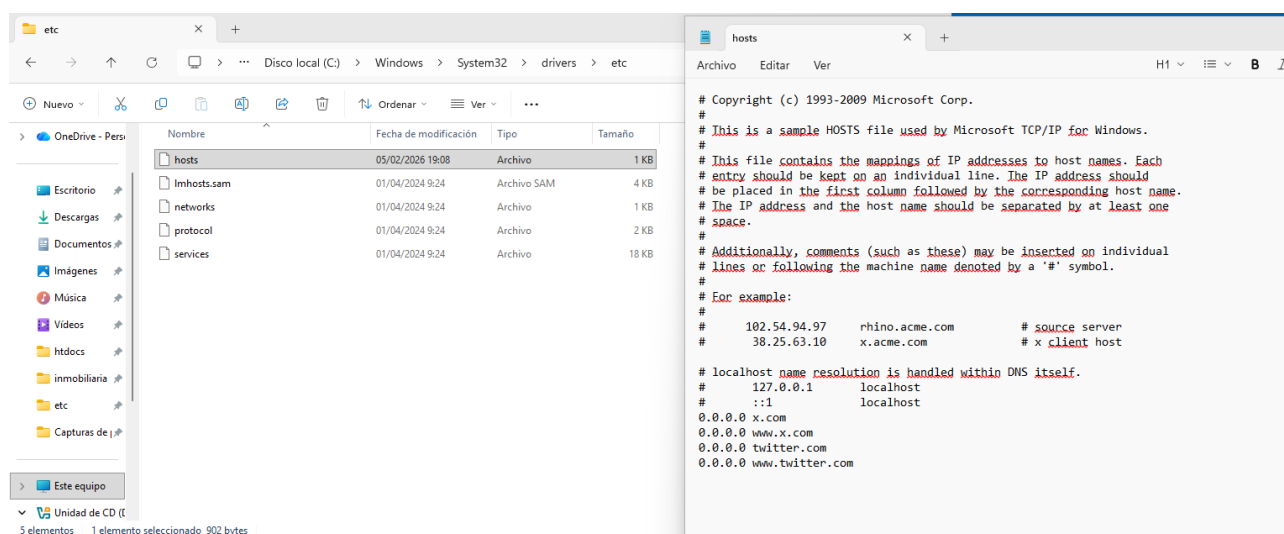 etc
Disco local (C:) > Windows > System32 > drivers > etc
Nuevo
Ordenar
Ver
Nombre Fecha de modificación Tipo Tamaño
hosts 05/02/2026 19:08 Archivo 1 KB
lmhosts.sam 01/04/2024 9:24 Archivo SAM 4 KB
networks 01/04/2024 9:24 Archivo 1 KB
protocol 01/04/2024 9:24 Archivo 2 KB
services 01/04/2024 9:24 Archivo 18 KB
OneDrive - Pers
Escritorio
Descargas
Documentos
Imágenes
Música
Vídeos
htdocs
inmobiliaria
etc
Capturas de
Este equipo
Unidad de CD (
5 elementos 1 elemento seleccionado 902 bytes
hosts
Archivo Editar Ver H1 B I
# Copyright (c) 1993-2009 Microsoft Corp.
#
# This is a sample HOSTS file used by Microsoft TCP/IP for Windows.
#
# This file contains the mappings of IP addresses to host names. Each
# entry should be kept on an individual line. The IP address should
# be placed in the first column followed by the corresponding host name.
# The IP address and the host name should be separated by at least one
# space.
#
# Additionally, comments (such as these) may be inserted on individual
# lines or following the machine name denoted by a '#' symbol.
#
# For example:
#
# 102.54.94.97 rhino.acme.com # source server
# 38.25.63.10 x.acme.com # x client host
# localhost name resolution is handled within DNS itself.
# 127.0.0.1 localhost
# ::1 localhost
0.0.0.0 x.com
0.0.0.0 www.x.com
0.0.0.0 twitter.com
0.0.0.0 www.twitter.com